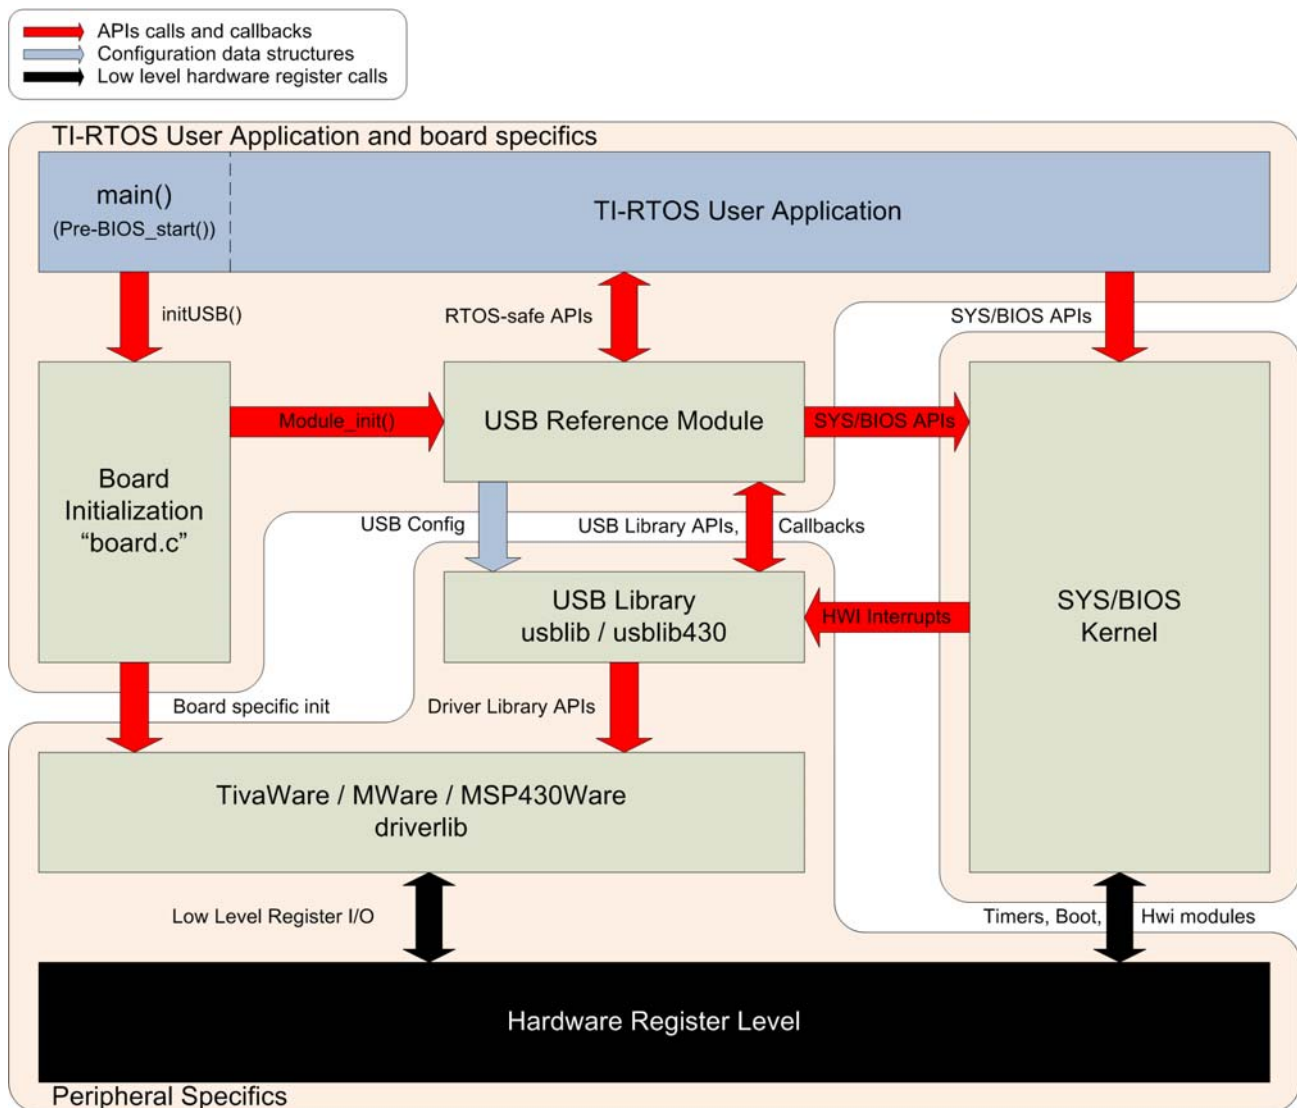 APIs calls and callbacks
Configuration data structures
Low level hardware register calls
TI-RTOS User Application and board specifics
main()
(Pre-BIOS_start())
TI-RTOS User Application
initUSB()
RTOS-safe APIs
SYS/BIOS APIs
Module_init()
USB Reference Module
SYS/BIOS APIs
Board
Initialization
“board.c”
USB Config
USB Library APIs,
Callbacks
USB Library
usblib / usblib430
HWI Interrupts
SYS/BIOS
Kernel
Board specific init
Driver Library APIs
TivaWare / MWare / MSP430Ware
driverlib
Low Level Register I/O
Timers, Boot,
Hwi modules
Hardware Register Level
Peripheral Specifics